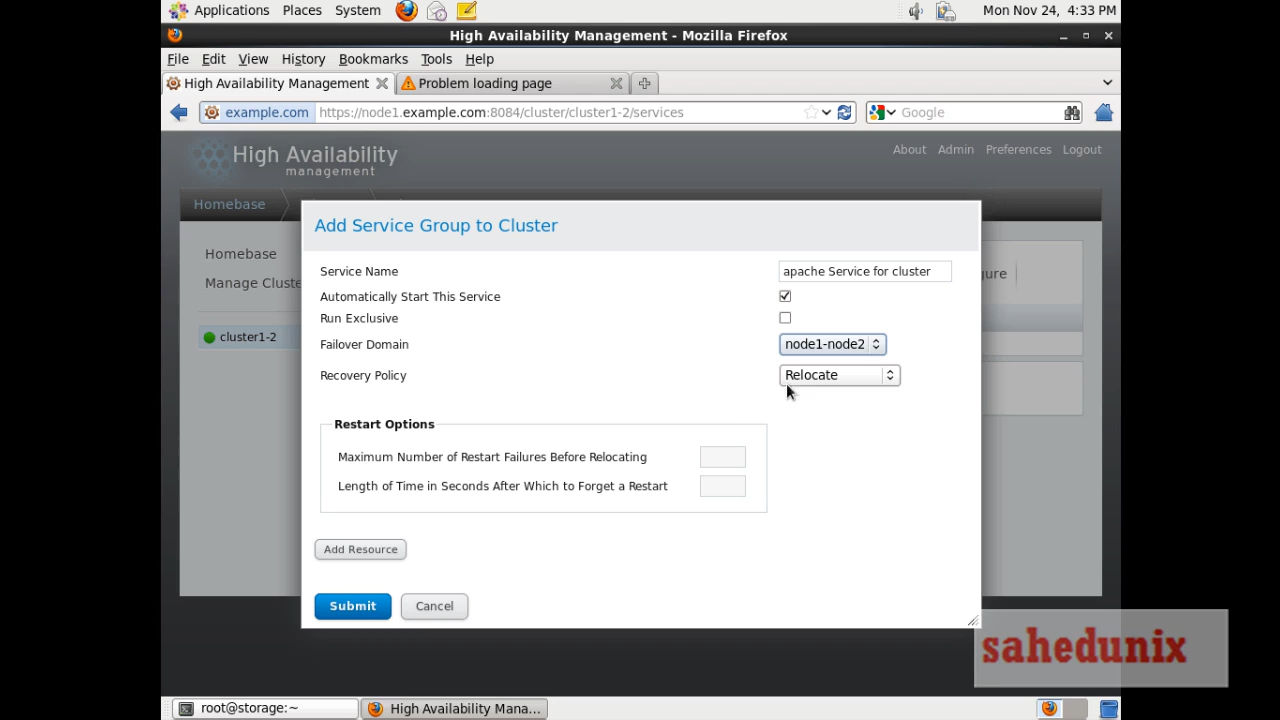 Applications Places System Mon Nov 24, 4:33 PM
High Availability Management - Mozilla Firefox
File Edit View History Bookmarks Tools Help
High Availability Management Problem loading page
example.com https://node1.example.com:8084/cluster/cluster1-2/services Google
High Availability
management
About Admin Preferences Logout
Homebase
Add Service Group to Cluster
Homebase
Manage Cluste
cluster1-2
ure
Service Name apache Service for cluster
Automatically Start This Service
Run Exclusive
Failover Domain node1-node2
Recovery Policy Relocate
Restart Options
Maximum Number of Restart Failures Before Relocating
Length of Time in Seconds After Which to Forget a Restart
Add Resource
Submit Cancel
sahedunix
root@storage:~ High Availability Mana...